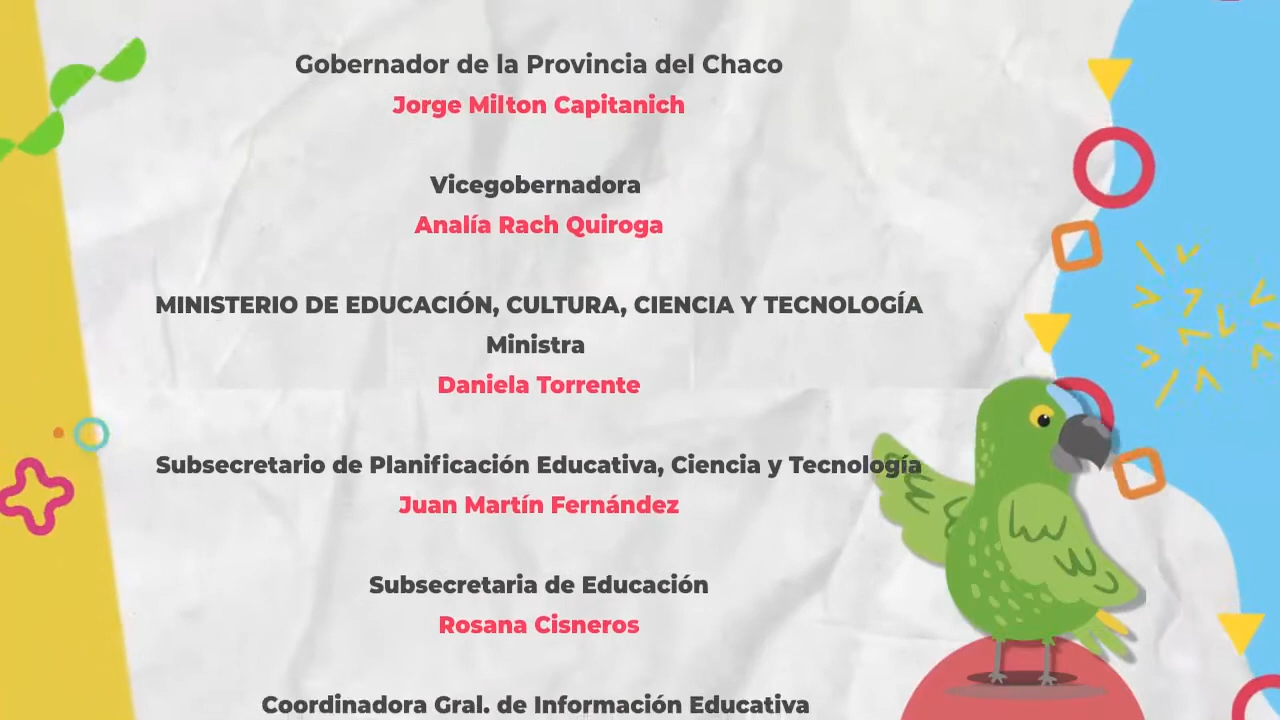 Gobernador de la Provincia del Chaco
Jorge Milton Capitanich
Vicegobernadora
Analía Rach Quiroga
MINISTERIO DE EDUCACIÓN, CULTURA, CIENCIA Y TECNOLOGÍA
Ministra
Daniela Torrente
Subsecretario de Planificación Educativa, Ciencia y Tecnología
Juan Martín Fernández
Subsecretaria de Educación
Rosana Cisneros
Coordinadora Gral. de Información Educativa